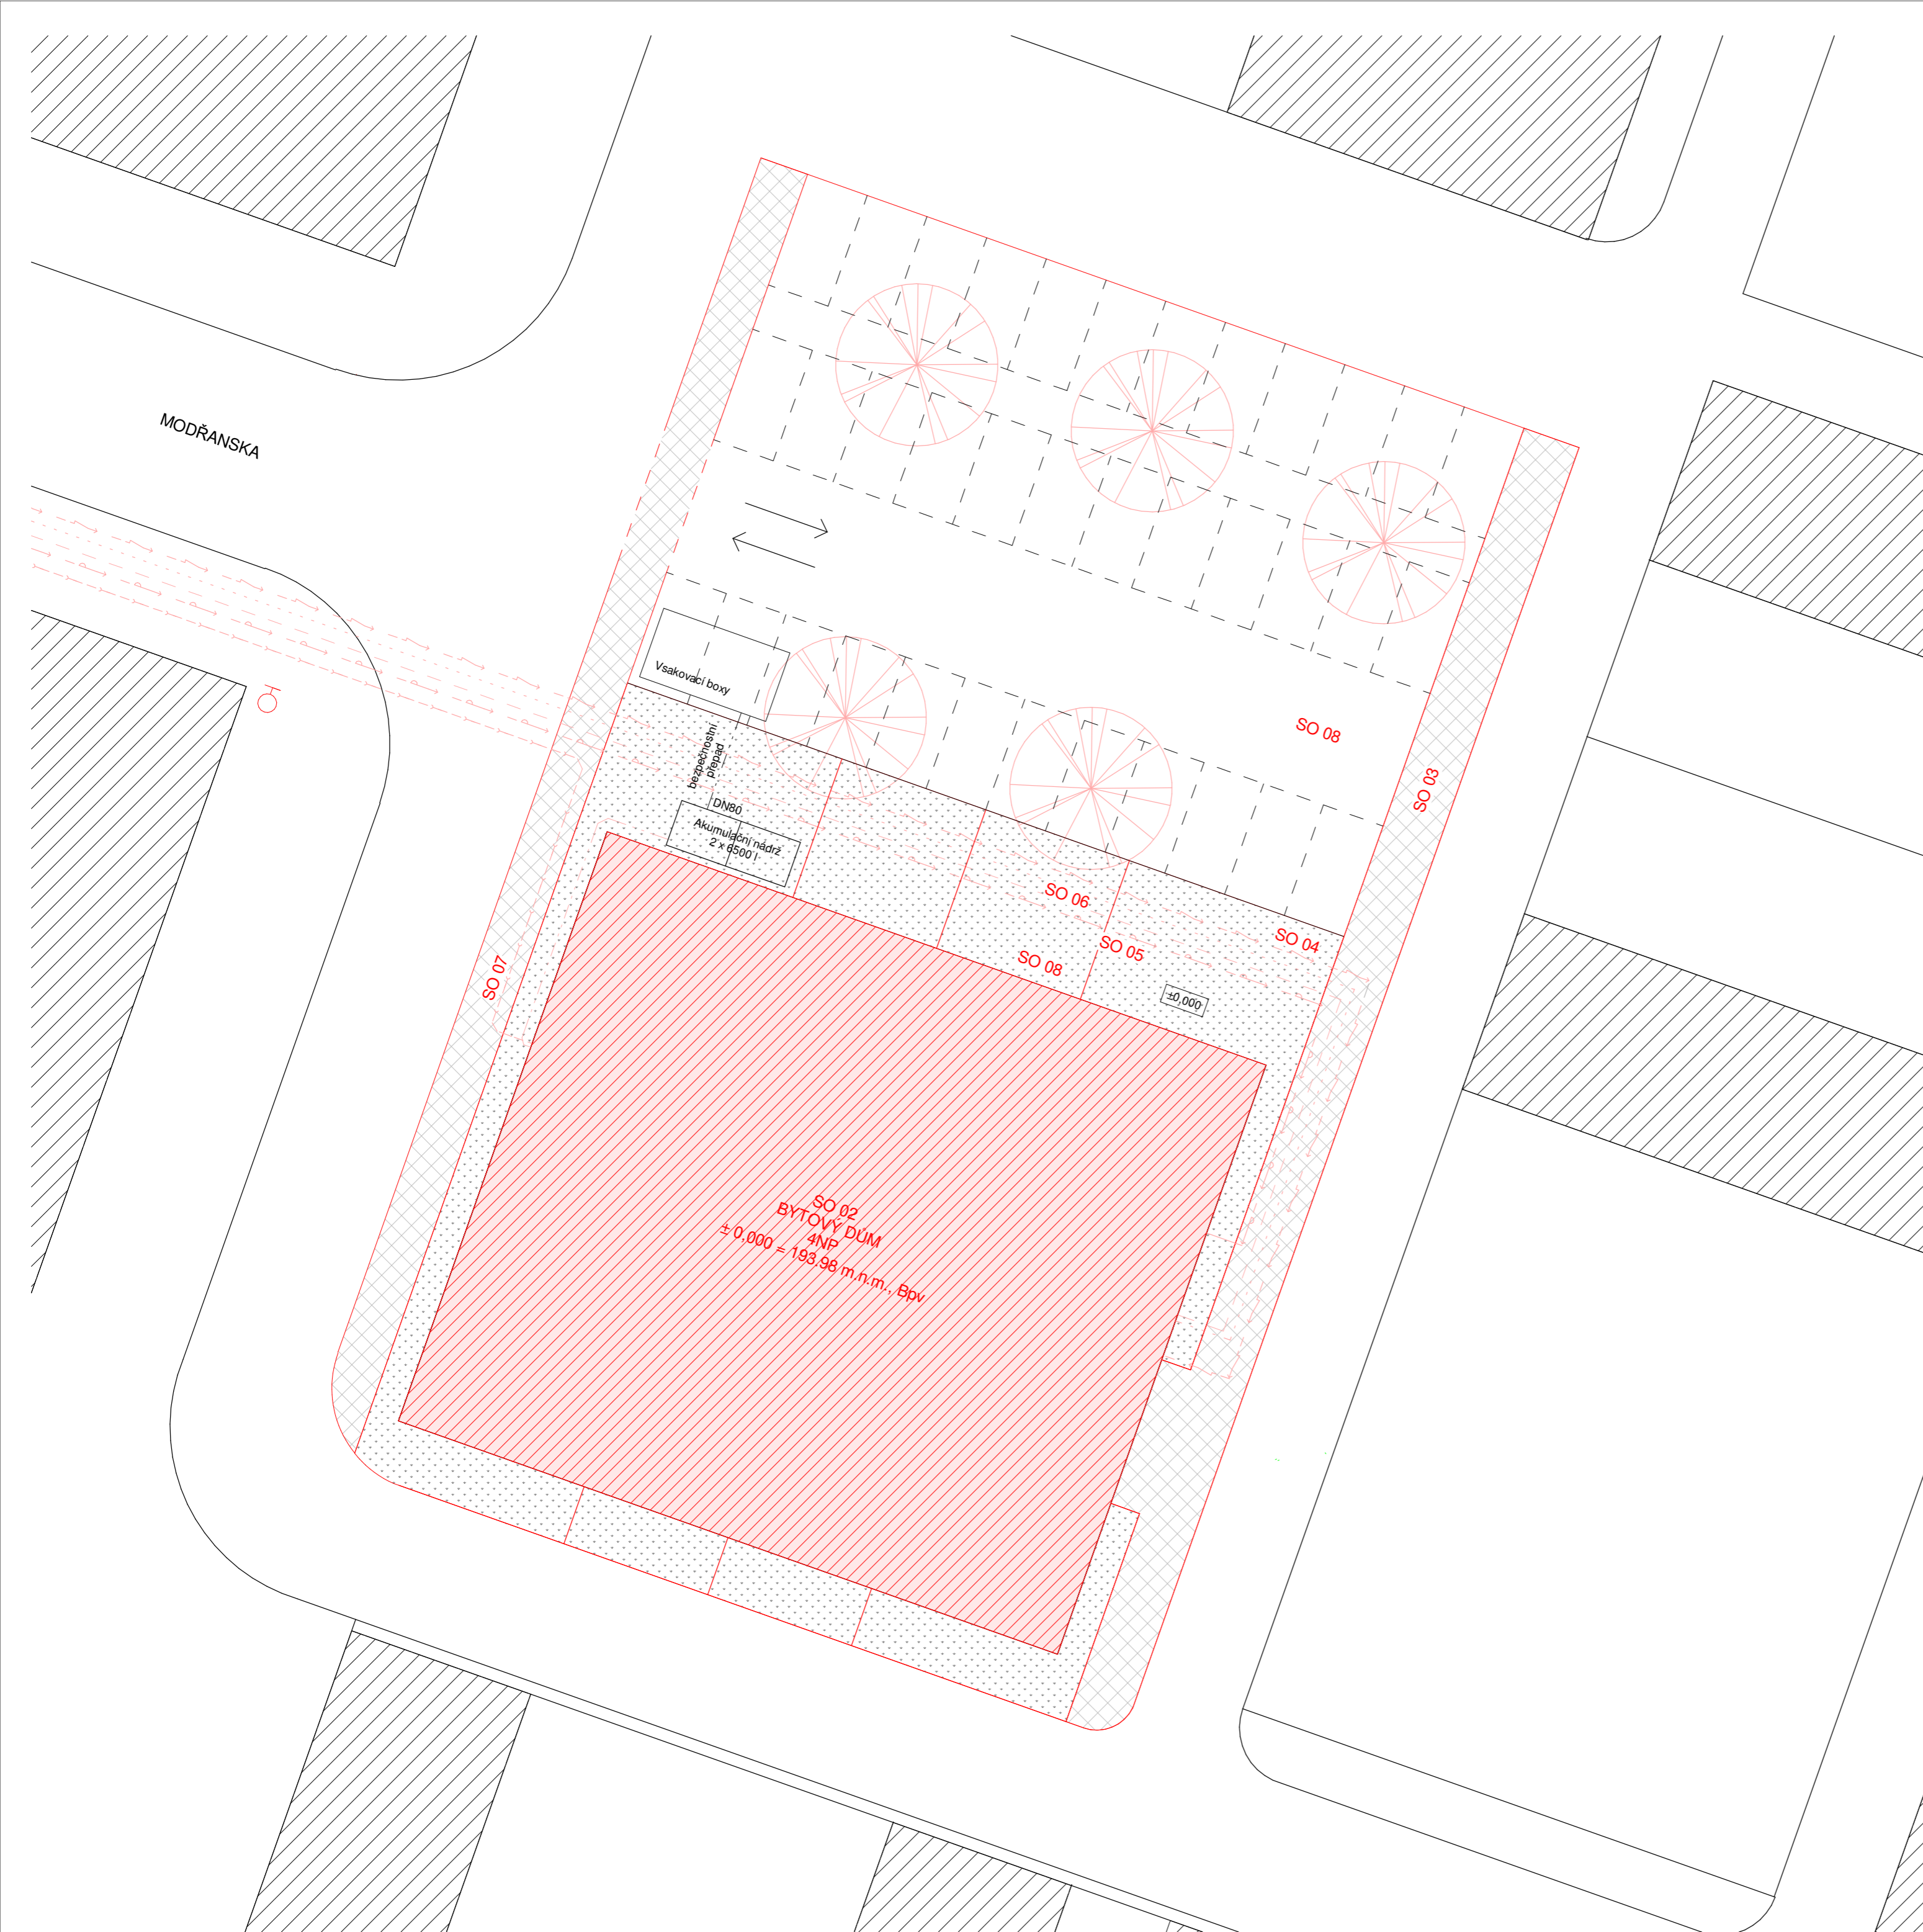 MODŘANSKA
Vsakovací boxy
SO 08
SO 03
bezpečnostní
přepad
DN80
Akumulační nádrž
2 x 6500 l
SO 06
SO 04
SO 05
SO 08
SO 07
±0,000
SO 02
BYTOVÝ DŮM
4NP
± 0,000 = 193.98 m.n.m., Bpv